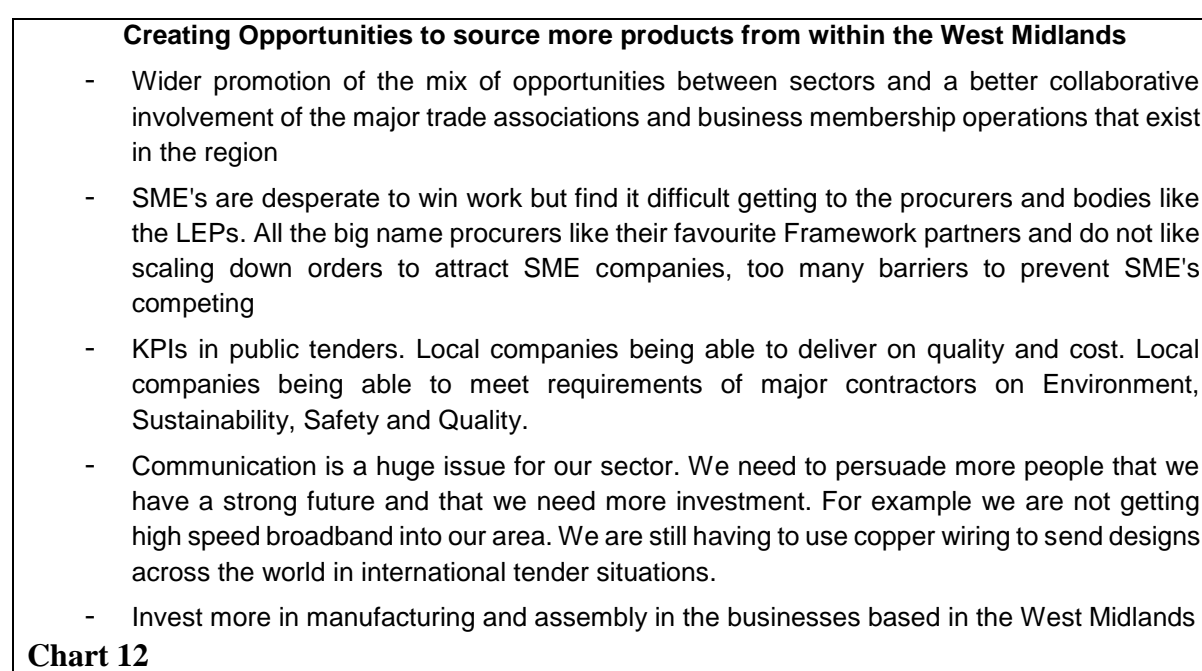 Creating Opportunities to source more products from within the West Midlands
- Wider promotion of the mix of opportunities between sectors and a better collaborative
involvement of the major trade associations and business membership operations that exist
in the region
- SME's are desperate to win work but find it difficult getting to the procurers and bodies like
the LEPs. All the big name procurers like their favourite Framework partners and do not like
scaling down orders to attract SME companies, too many barriers to prevent SME's
competing
- KPIs in public tenders. Local companies being able to deliver on quality and cost. Local
companies being able to meet requirements of major contractors on Environment,
Sustainability, Safety and Quality.
- Communication is a huge issue for our sector. We need to persuade more people that we
have a strong future and that we need more investment. For example we are not getting
high speed broadband into our area. We are still having to use copper wiring to send designs
across the world in international tender situations.
- Invest more in manufacturing and assembly in the businesses based in the West Midlands
Chart 12